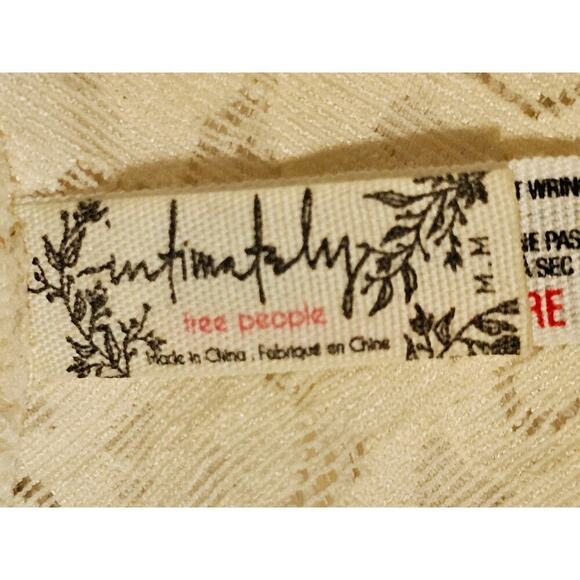 intimately
free people
Made in China . Fabriqué en Chine
M.M
T WRING
NE PAS
A SEC
RE